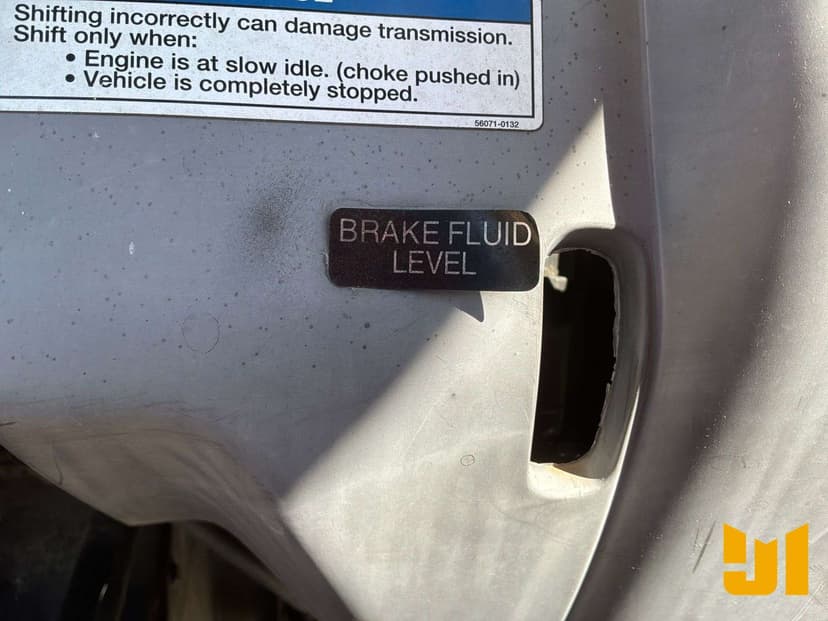 Shifting incorrectly can damage transmission.
Shift only when:
• Engine is at slow idle. (choke pushed in)
• Vehicle is completely stopped.
56071-0132
BRAKE FLUID
LEVEL